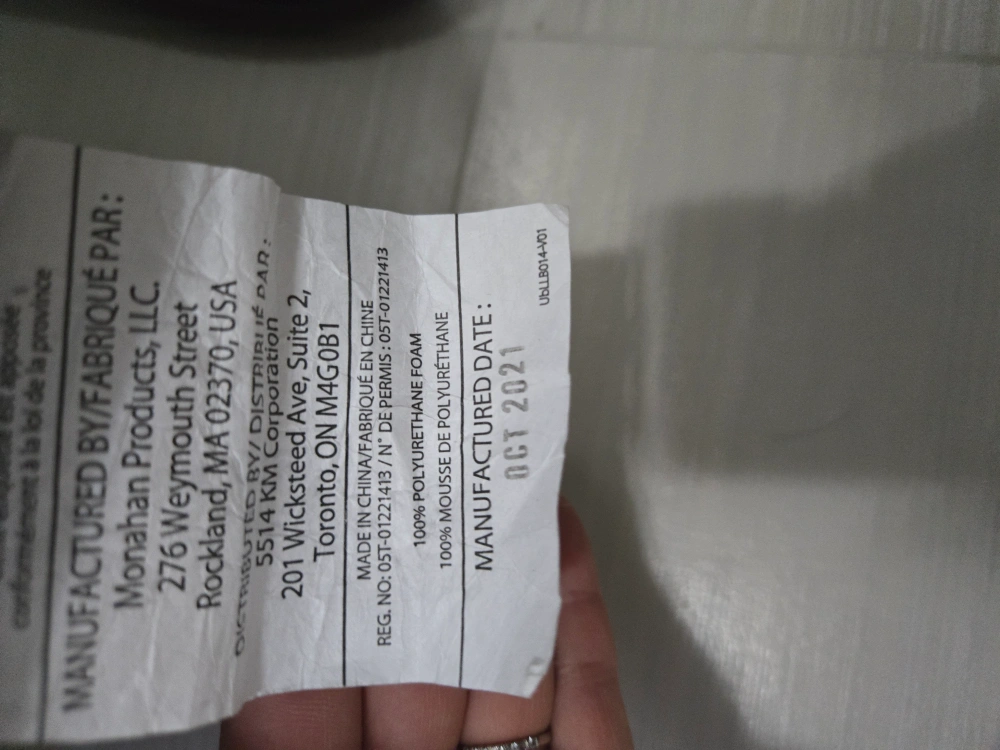 conformément à la loi de la province
MANUFACTURED BY/FABRIQUÉ PAR:
Monahan Products, LLC.
276 Weymouth Street
Rockland, MA 02370, USA
DISTRIBUTED BY/ DISTRIBUÉ PAR:
5514 KM Corporation
201 Wicksteed Ave, Suite 2,
Toronto, ON M4G0B1
MADE IN CHINA/FABRIQUÉ EN CHINE
REG. NO: 05T-01221413 / N° DE PERMIS : 05T-01221413
100% POLYURETHANE FOAM
100% MOUSSE DE POLYURÉTHANE
MANUFACTURED DATE:
OCT 2021
UbLLB014-V01